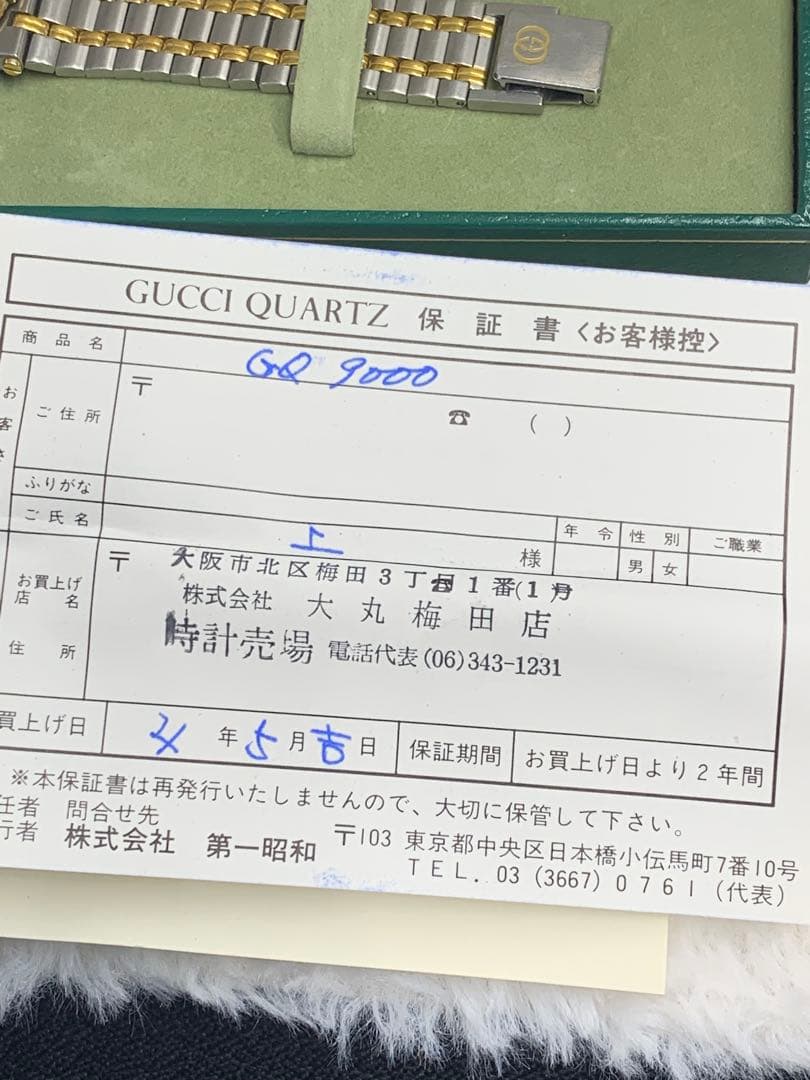 GUCCI QUARTZ 保証書〈お客様控〉
商品名 GQ 9000
お客さ
ご住所 〒 ☎ ( )
ふりがな
ご氏名 上 様 年令 性別 男 女 ご職業
お買上げ店名
住所
〒 大阪市北区梅田3丁目1番1号
株式会社 大丸梅田店
時計売場 電話代表(06)343-1231
買上げ日 年 5 月 吉 日 保証期間 お買上げ日より2年間
※本保証書は再発行いたしませんので、大切に保管して下さい。
任者 問合せ先
行者 株式会社 第一昭和 〒103 東京都中央区日本橋小伝馬町7番10号
TEL. 03 (3667) 0761 (代表)